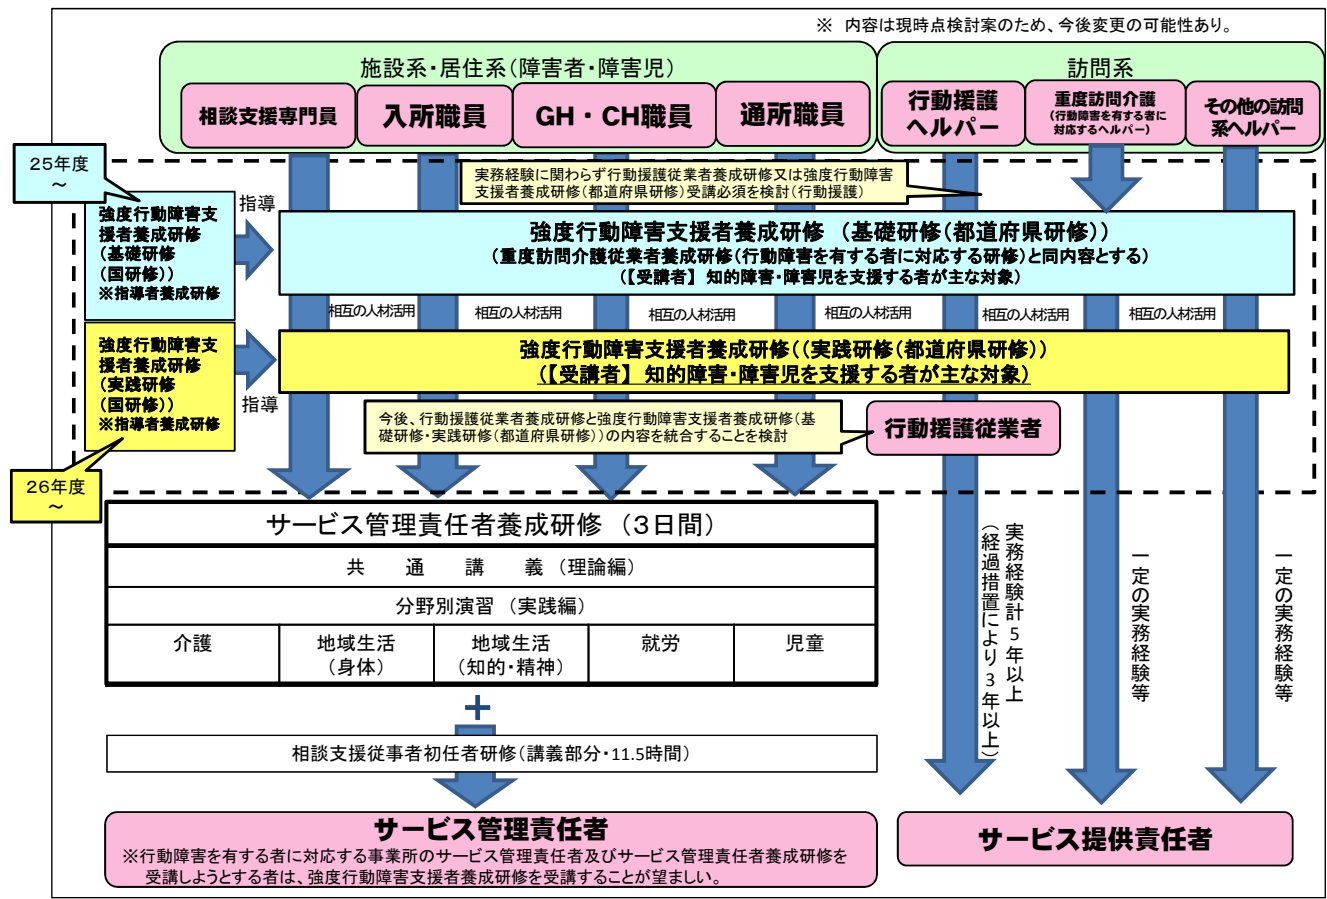 ※ 内容は現時点検討案のため、今後変更の可能性あり。
施設系・居住系（障害者・障害児）
訪問系
相談支援専門員
入所職員
GH・CH職員
通所職員
行動援護
ヘルパー
重度訪問介護
（行動障害を有する者に
対応するヘルパー）
その他の訪問
系ヘルパー
２５年度
～
実務経験に関わらず行動援護従業者養成研修又は強度行動障害
支援者養成研修（都道府県研修）受講必須を検討（行動援護）
強度行動障害支
援者養成研修
（基礎研修
（国研修））
※指導者養成研修
指導
強度行動障害支援者養成研修 （基礎研修（都道府県研修））
（重度訪問介護従業者養成研修（行動障害を有する者に対応する研修）と同内容とする）
（【受講者】 知的障害・障害児を支援する者が主な対象）
相互の人材活用
相互の人材活用
相互の人材活用
相互の人材活用
相互の人材活用
相互の人材活用
強度行動障害支
援者養成研修
（実践研修
（国研修））
※指導者養成研修
指導
強度行動障害支援者養成研修（（実践研修（都道府県研修））
（【受講者】 知的障害・障害児を支援する者が主な対象）
今後、行動援護従業者養成研修と強度行動障害支援者養成研修（基
礎研修・実践研修（都道府県研修））の内容を統合することを検討
行動援護従業者
２６年度
～
サービス管理責任者養成研修 （３日間）
共 通 講 義 （理論編）
分野別演習 （実践編）
介護
地域生活
（身体）
地域生活
（知的・精神）
就労
児童
＋
相談支援従事者初任者研修（講義部分・11.5時間）
実務経験計５年以上
（経過措置により３年以上）
一定の実務経験等
一定の実務経験等
サービス管理責任者
※行動障害を有する者に対応する事業所のサービス管理責任者及びサービス管理責任者養成研修を
受講しようとする者は、強度行動障害支援者養成研修を受講することが望ましい。
サービス提供責任者